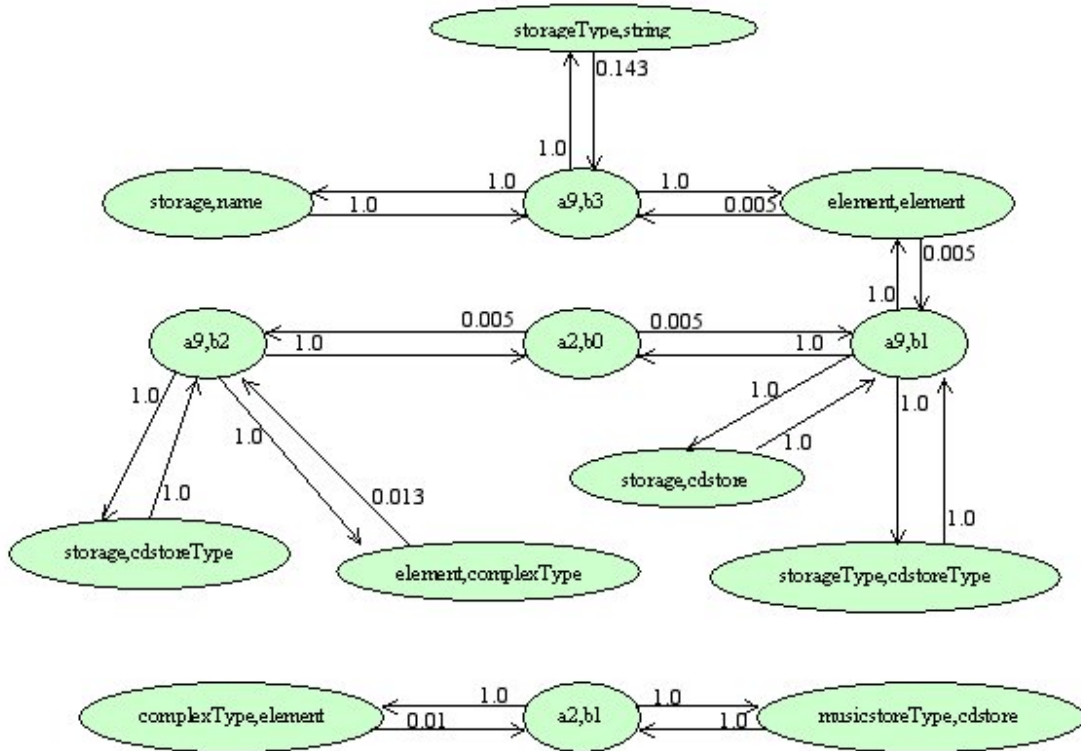 storageType,string
0.143
1.0
storage,name
1.0
1.0
a9,b3
1.0
0.005
element,element
0.005
1.0
a9,b2
0.005
1.0
a2,b0
0.005
1.0
a9,b1
1.0
1.0
1.0
1.0
1.0
1.0
0.013
1.0
storage,cdstore
storage,cdstoreType
element,complexType
storageType,cdstoreType
complexType,element
1.0
0.01
a2,b1
1.0
1.0
musicstoreType,cdstore